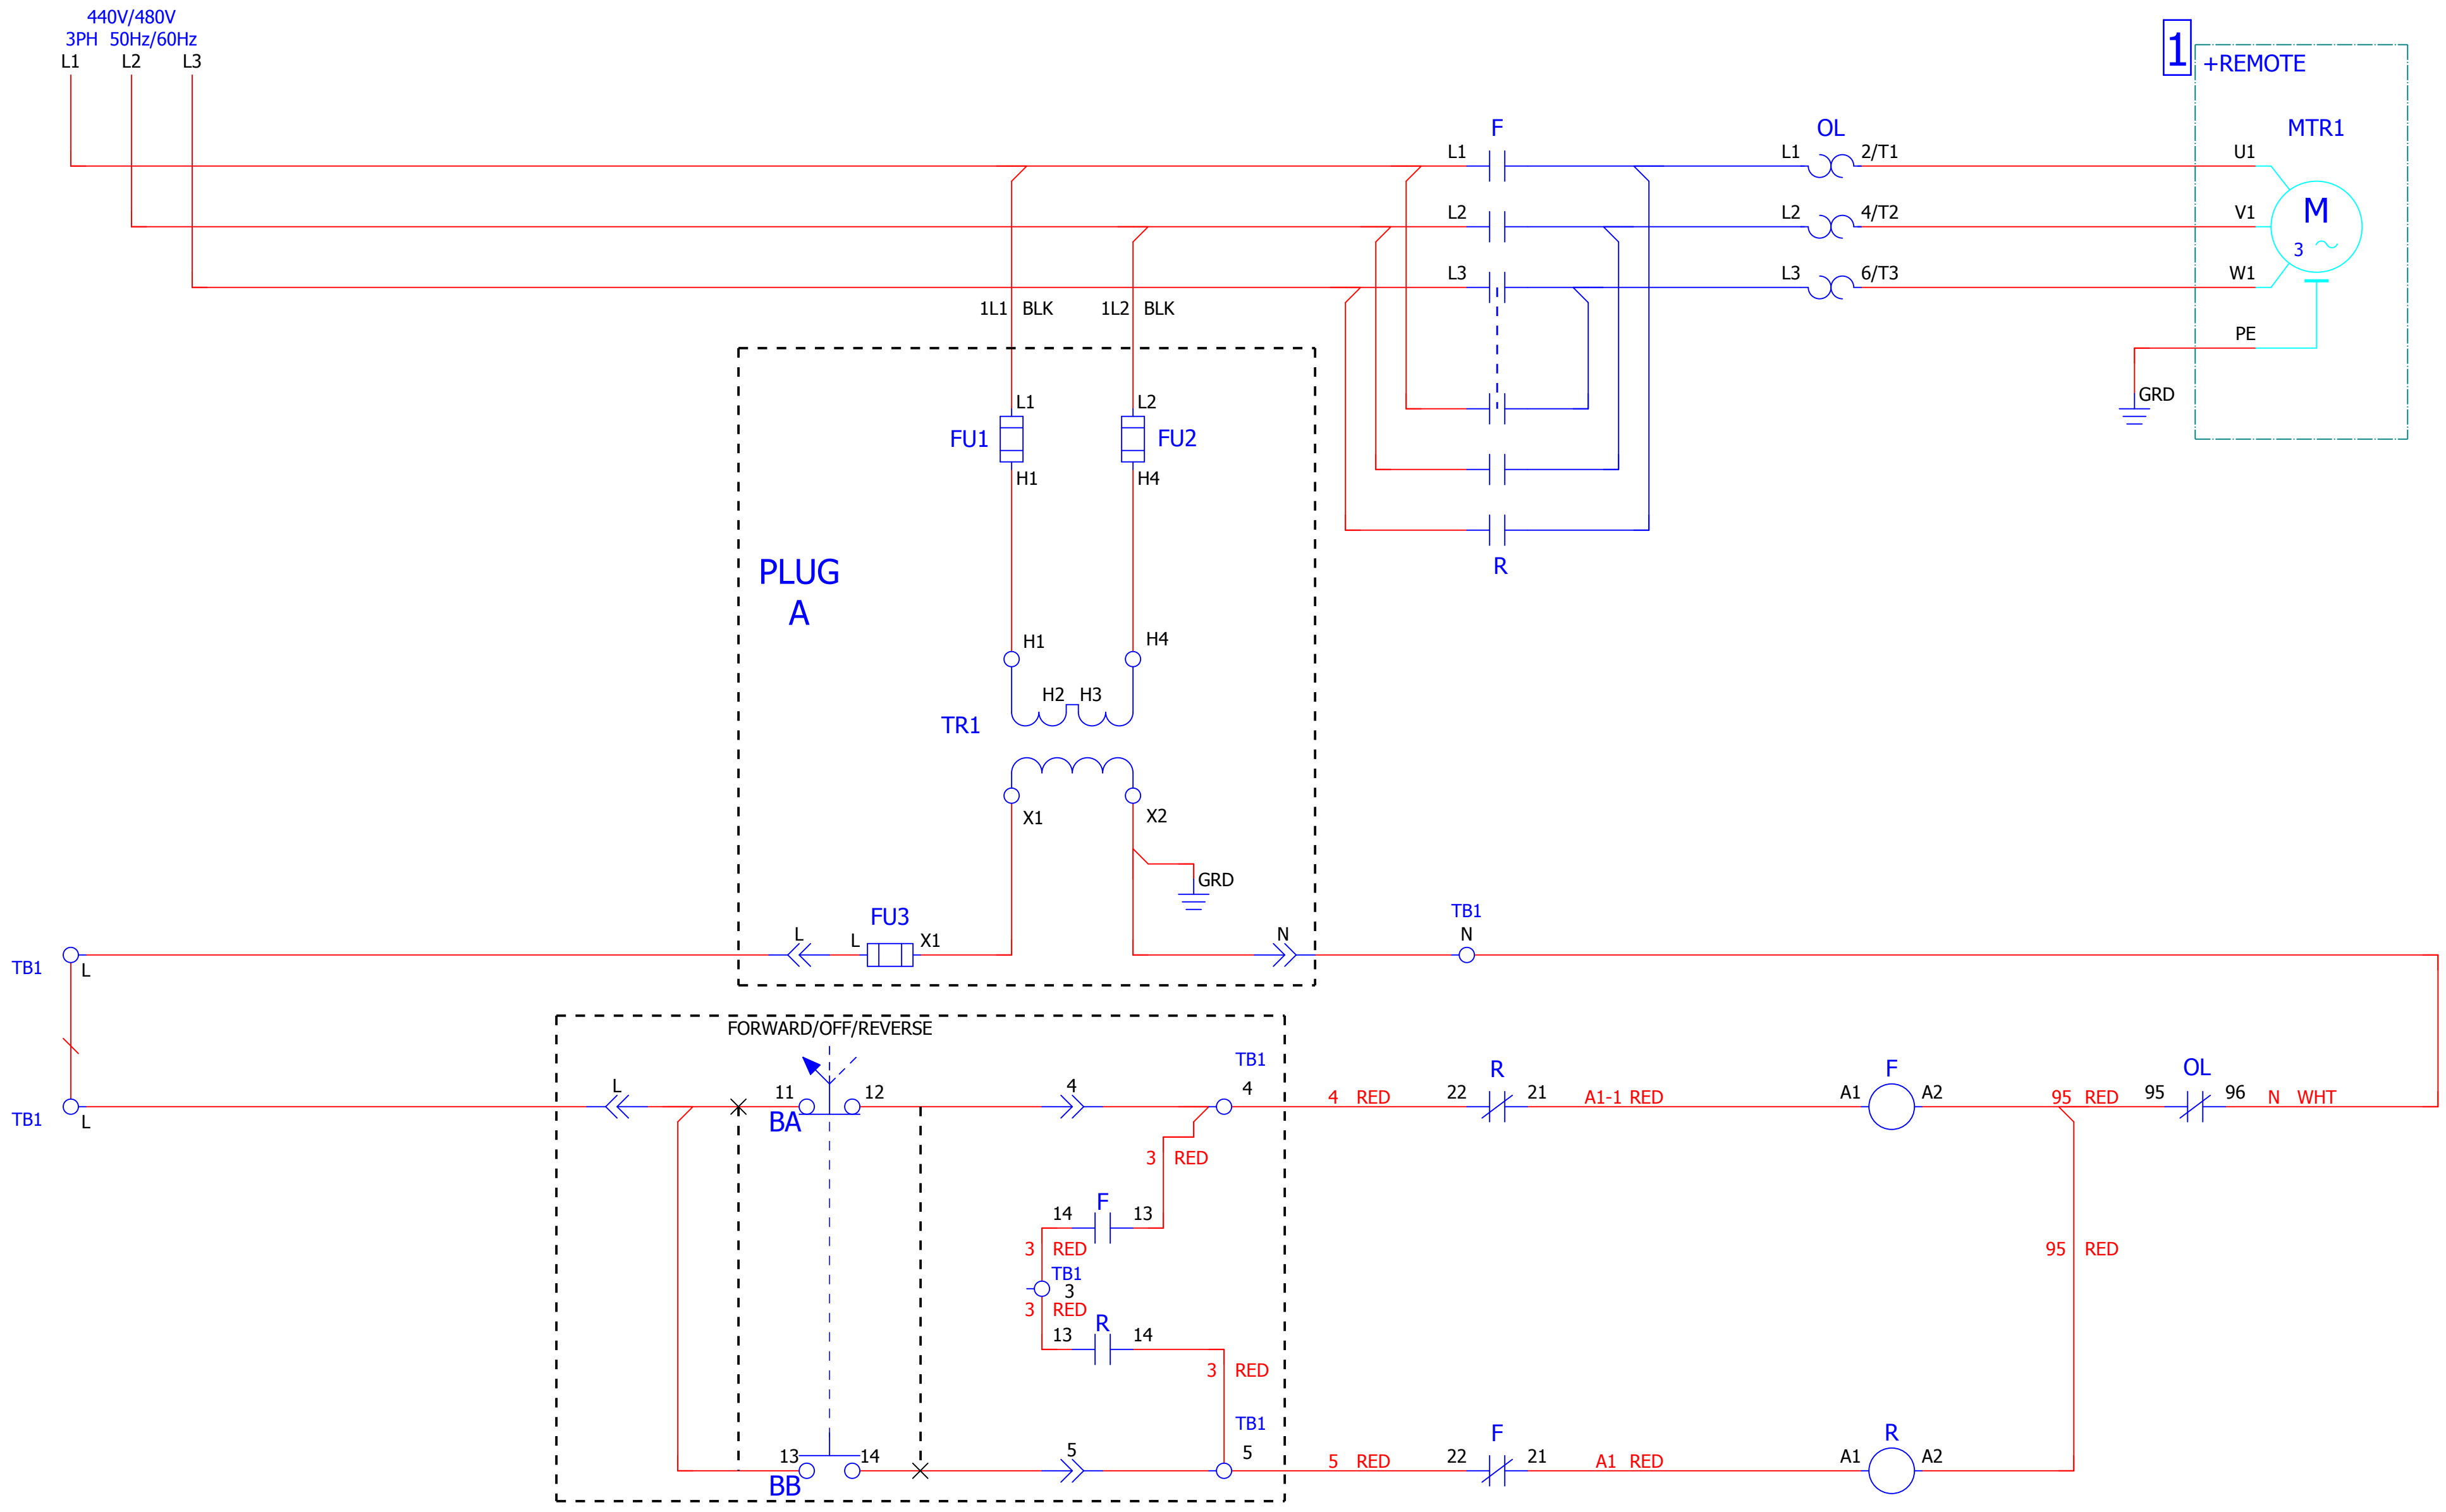 440V/480V
3PH 50Hz/60Hz
L1 L2 L3
1
+REMOTE
F
OL
MTR1
L1
L1
2/T1
U1
L2
L2
4/T2
V1
M
3
L3
L3
6/T3
W1
1L1 BLK
1L2 BLK
PE
GRD
L1
L2
FU1
FU2
H1
H4
R
PLUG
A
H1
H4
H2 H3
TR1
X1
X2
GRD
FU3
L
L
X1
N
TB1
N
TB1
L
FORWARD/OFF/REVERSE
TB1
L
L
11
12
BA
4
TB1
4
4 RED
22
R
21
A1-1 RED
A1
F
A2
95 RED
95
OL
96
N WHT
3 RED
F
14
13
3 RED
TB1
3
3 RED
R
13
14
3 RED
95 RED
13
14
BB
5
TB1
5
5 RED
22
F
21
A1 RED
A1
R
A2